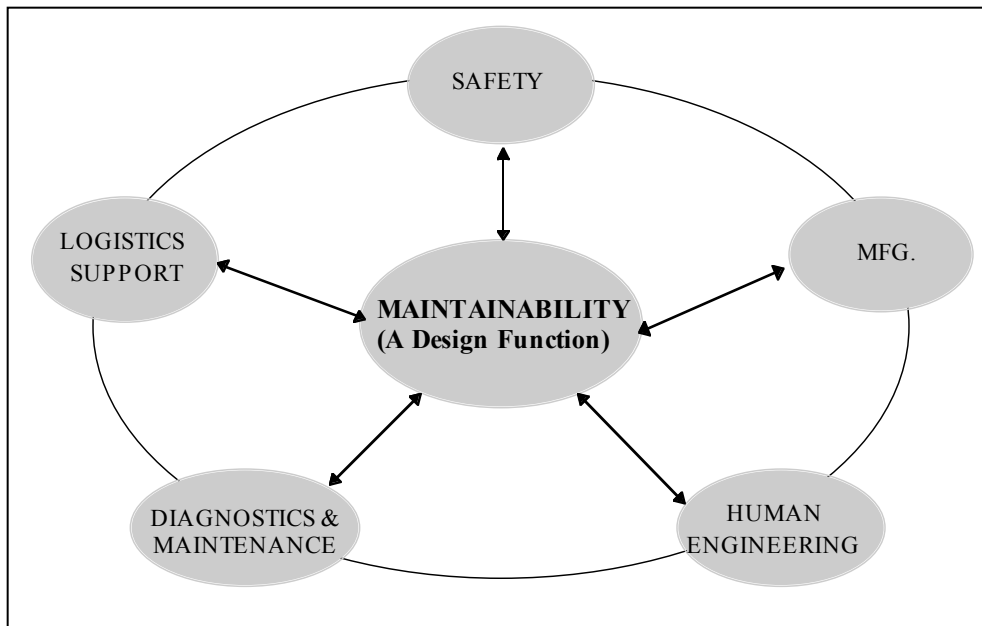 SAFETY
LOGISTICS
SUPPORT
MFG.
MAINTAINABILITY
(A Design Function)
DIAGNOSTICS &
MAINTENANCE
HUMAN
ENGINEERING